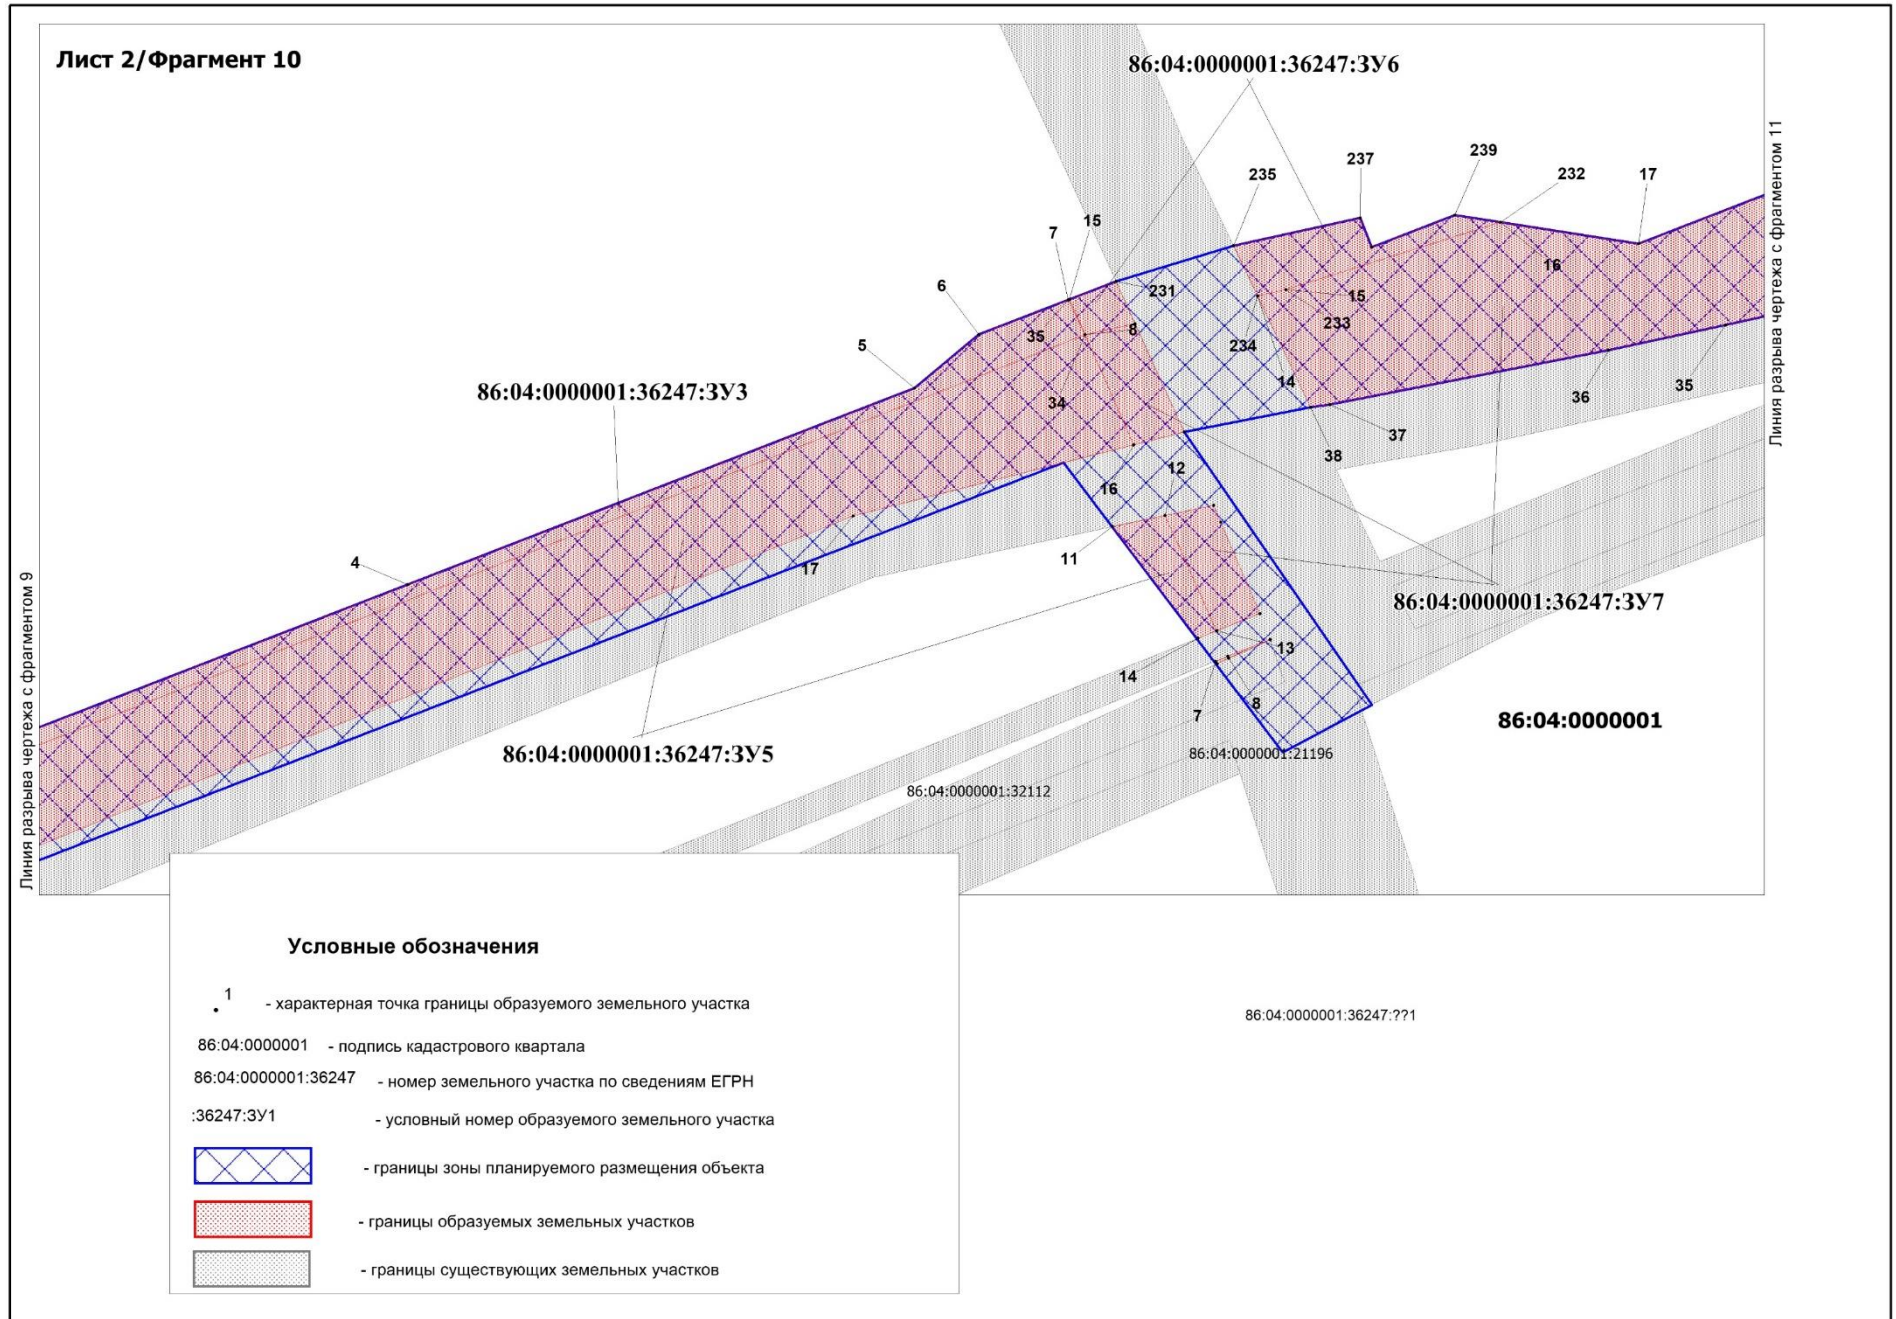 Лист 2/Фрагмент 10
86:04:0000001:36247:ЗУ6
239
237
232
235
17
15
7
6
231
16
15
35
8
233
5
234
14
34
35
36
86:04:0000001:36247:ЗУ3
37
38
12
16
4
11
17
86:04:0000001:36247:ЗУ7
13
14
8
7
86:04:0000001
86:04:0000001:36247:ЗУ5
86:04:0000001:21196
86:04:0000001:32112
Линия разрыва чертежа с фрагментом 9
Линия разрыва чертежа с фрагментом 11
Условные обозначения
1 - характерная точка границы образуемого земельного участка
86:04:0000001 - подпись кадастрового квартала
86:04:0000001:36247 - номер земельного участка по сведениям ЕГРН
:36247:ЗУ1 - условный номер образуемого земельного участка
- границы зоны планируемого размещения объекта
- границы образуемых земельных участков
- границы существующих земельных участков
86:04:0000001:36247:??1